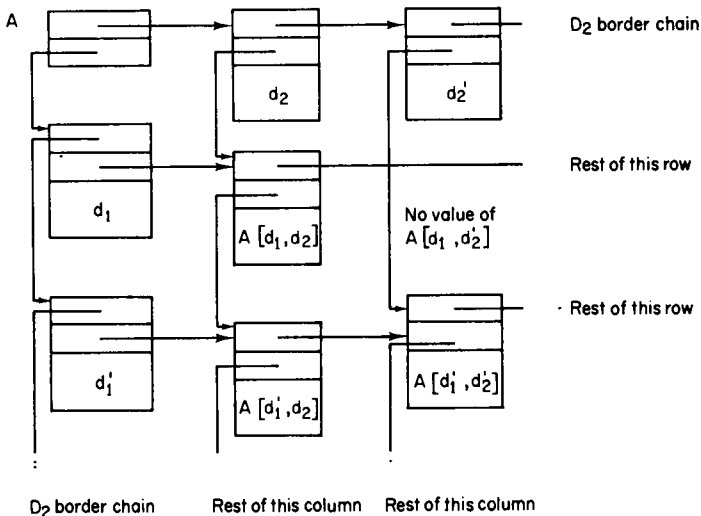 A
D₂ border chain
d₂
d₂'
d₁
A [d₁, d₂]
Rest of this row
No value of
A [d₁, d₂']
d₁'
A [d₁', d₂]
A [d₁', d₂']
Rest of this row
D₂ border chain
Rest of this column
Rest of this column